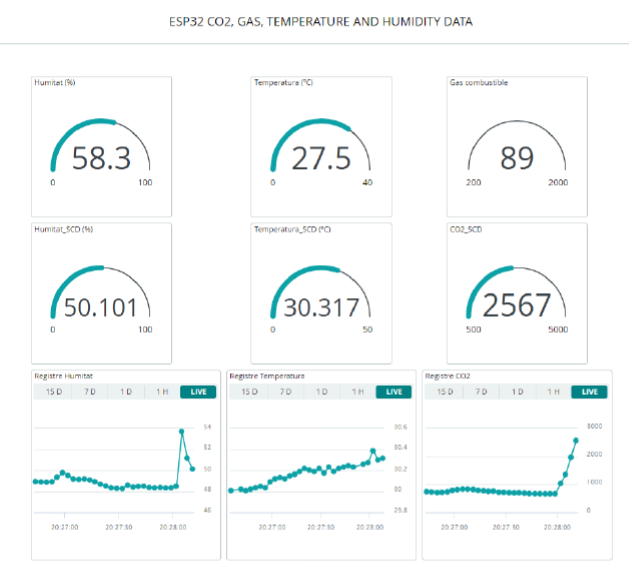 ESP32 CO2, GAS, TEMPERATURE AND HUMIDITY DATA
Humitat (%)
58.3
0 100
Temperatura (ºC)
27.5
0 40
Gas combustible
89
200 2000
Humitat_SCD (%)
50.101
0 100
Temperatura_SCD (ºC)
30.317
0 50
CO2_SCD
2567
500 5000
Registre Humitat
15 D 7 D 1 D 1 H LIVE
54
52
50
48
46
20:27:00 20:27:30 20:28:00
Registre Temperatura
15 D 7 D 1 D 1 H LIVE
30.6
30.4
30.2
30
29.8
20:27:00 20:27:30 20:28:00
Registre CO2
15 D 7 D 1 D 1 H LIVE
3000
2000
1000
0
20:27:00 20:27:30 20:28:00